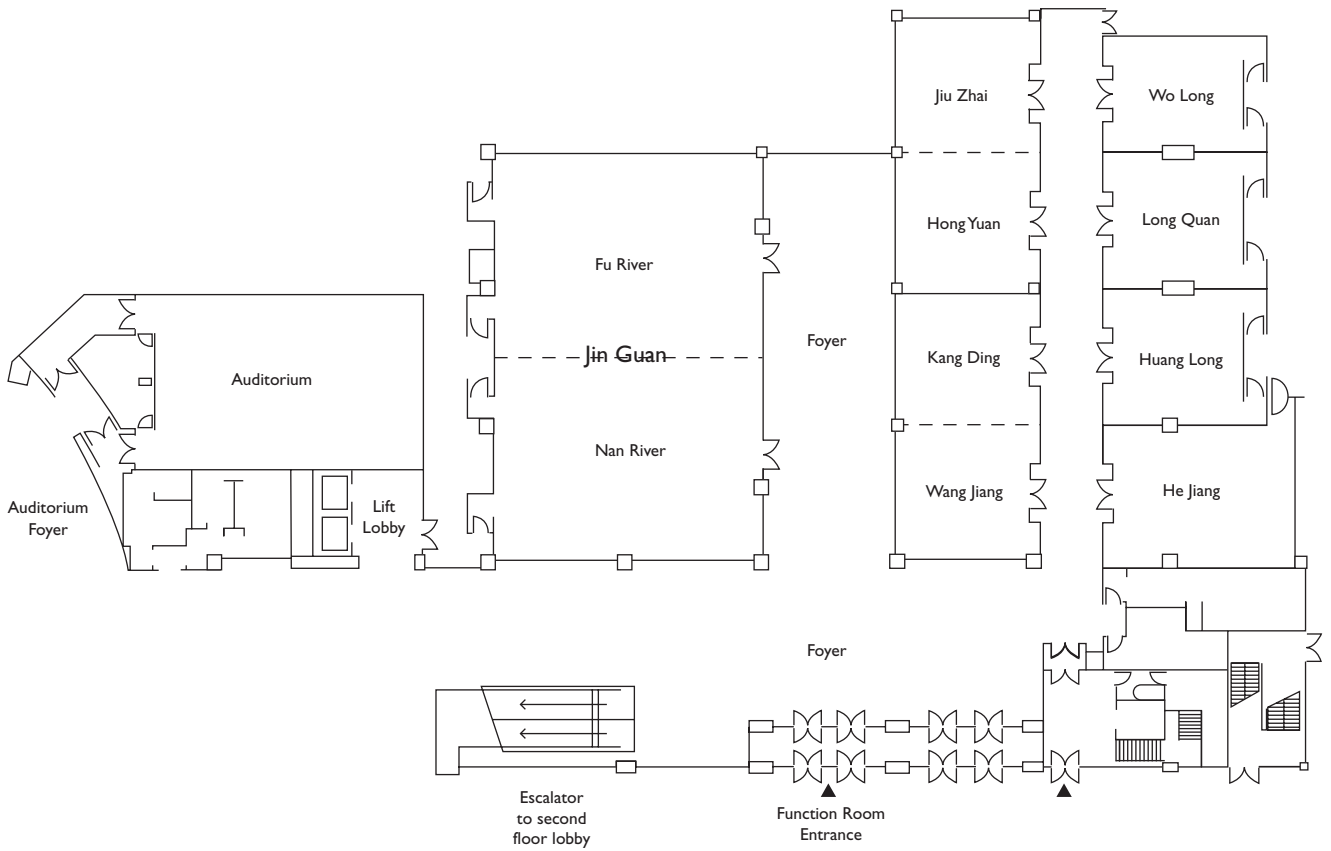 Jiu Zhai
Wo Long
Hong Yuan
Long Quan
Fu River
Foyer
Jin Guan
Kang Ding
Huang Long
Auditorium
Nan River
Wang Jiang
He Jiang
Auditorium
Foyer
Lift
Lobby
Foyer
Escalator
to second
floor lobby
Function Room
Entrance